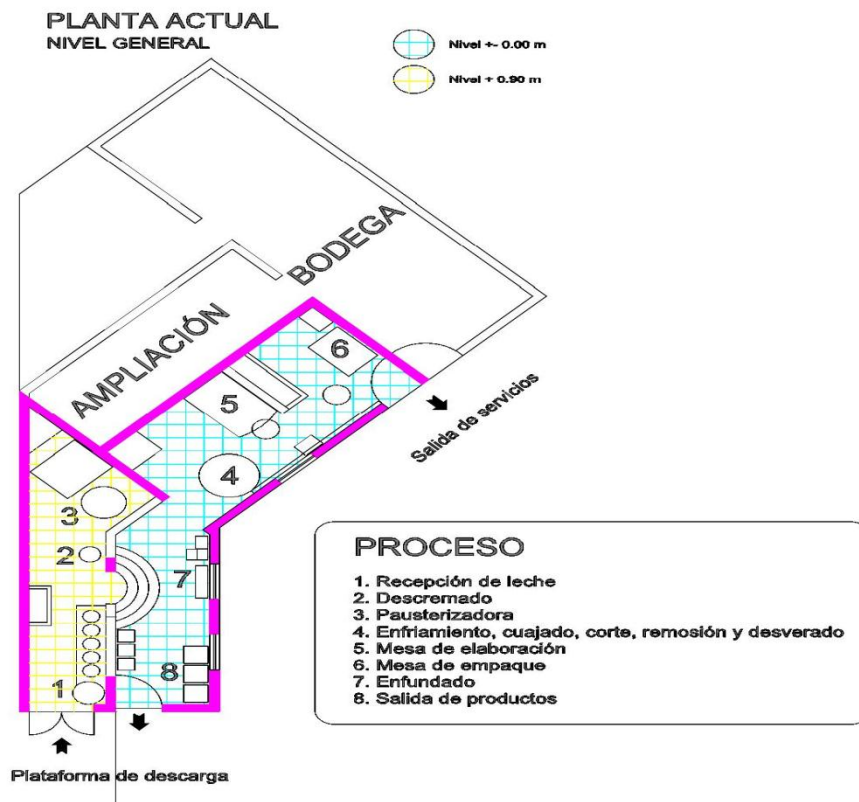 PLANTA ACTUAL
NIVEL GENERAL
Nivel +- 0.00 m
Nivel + 0.90 m
BODEGA
AMPLIACIÓN
6
5
Salida de servicios
4
3
2
7
8
1
Plataforma de descarga
PROCESO
1. Recepción de leche
2. Descremado
3. Pausterizadora
4. Enfriamiento, cuajado, corte, remosión y desverado
5. Mesa de elaboración
6. Mesa de empaque
7. Enfundado
8. Salida de productos